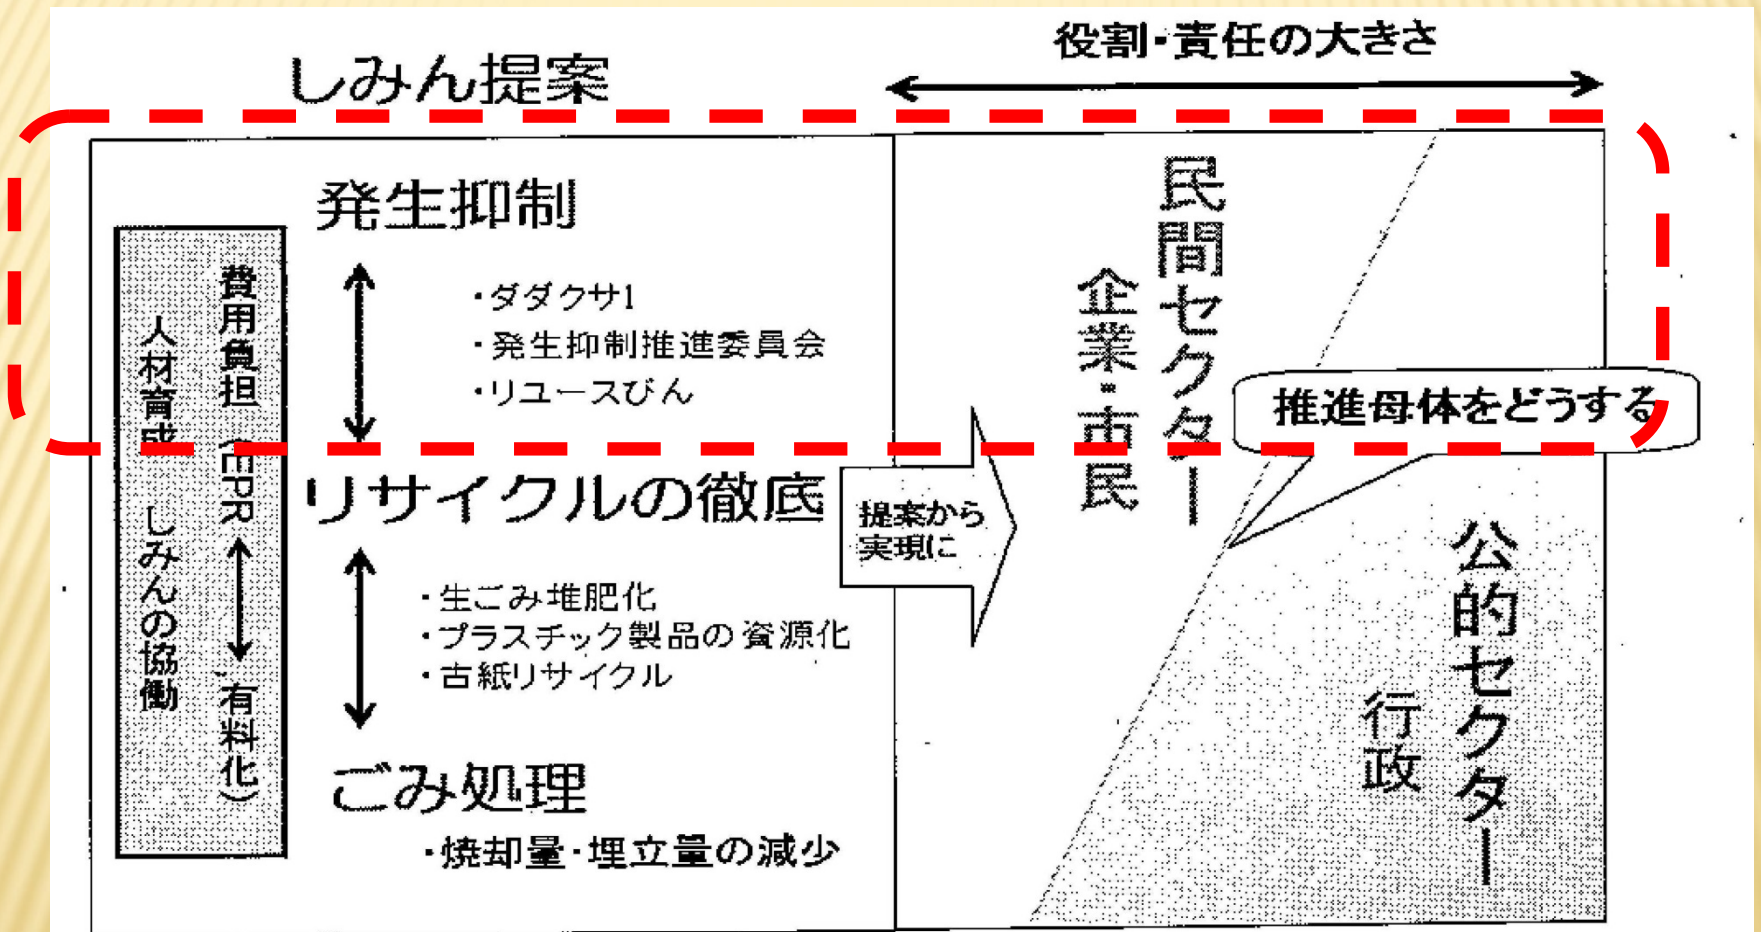 しみん提案
役割・責任の大きさ
発生抑制
・ダダクサ1
・発生抑制推進委員会
・リユースびん
リサイクルの徹底
・生ごみ堆肥化
・プラスチック製品の資源化
・古紙リサイクル
ごみ処理
・焼却量・埋立量の減少
費用負担（EPR
有料化）
人材育成 しみんの協働
提案から
実現に
民間セクター
企業・市民
推進母体をどうする
公的セクター
行政